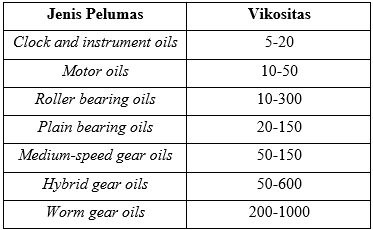 Jenis Pelumas Vikositas
Clock and instrument oils 5-20
Motor oils 10-50
Roller bearing oils 10-300
Plain bearing oils 20-150
Medium-speed gear oils 50-150
Hybrid gear oils 50-600
Worm gear oils 200-1000